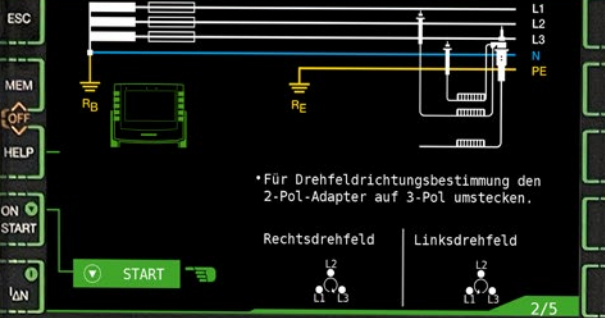 ESC
L1
L2
L3
N
PE
MEM
RB
RE
OFF
HELP
•Für Drehfeldrichtungsbestimmung den
2-Pol-Adapter auf 3-Pol umstecken.
ON
START
Rechtsdrehfeld
Linksdrehfeld
START
L2
L1 L3
L2
L1 L3
IΔN
2/5